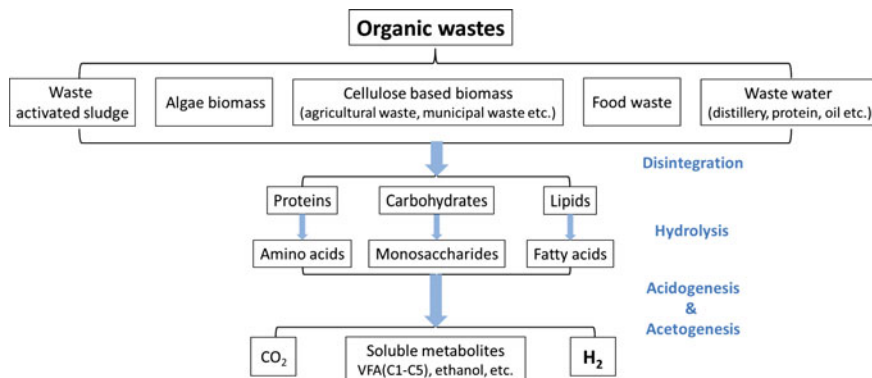 Organic wastes
Waste
activated sludge
Algae biomass
Cellulose based biomass
(agricultural waste, municipal waste etc.)
Food waste
Waste water
(distillery, protein, oil etc.)
Disintegration
Proteins
Carbohydrates
Lipids
Hydrolysis
Amino acids
Monosaccharides
Fatty acids
Acidogenesis
&
Acetogenesis
CO₂
Soluble metabolites
VFA(C1-C5), ethanol, etc.
H₂